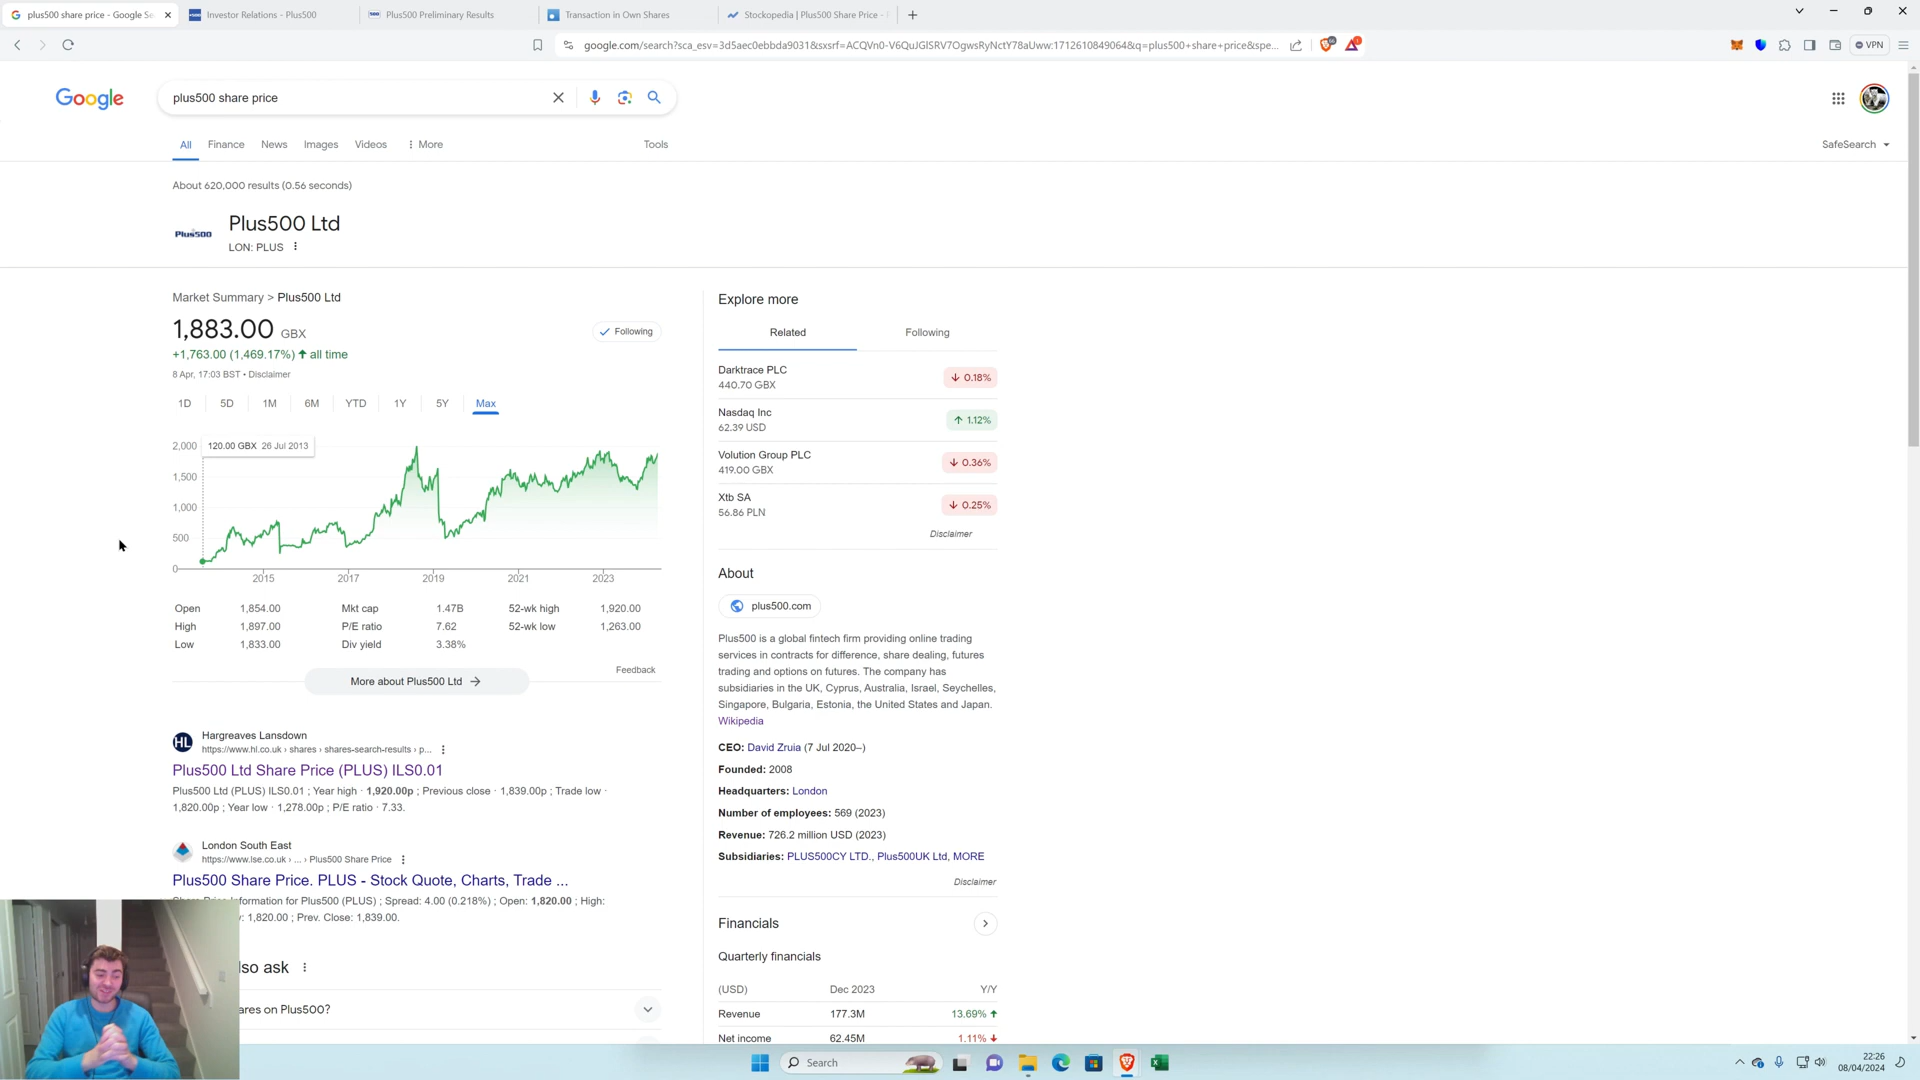 plus500 share price - Google Se
Investor Relations - Plus500
Plus500 Preliminary Results
Transaction in Own Shares
Stockopedia | Plus500 Share Price -
google.com/search?sca_esv=3d5aec0ebbda9031&sxsrf=ACQVn0-V6QuJGlSRV7OgwsRyNctY78aUww:1712610849064&q=plus500+share+price&spe...
VPN
Google
plus500 share price
All
Finance
News
Images
Videos
More
Tools
SafeSearch
About 620,000 results (0.56 seconds)
Plus500
Plus500 Ltd
LON: PLUS
Market Summary > Plus500 Ltd
1,883.00 GBX
Following
+1,763.00 (1,469.17%) all time
8 Apr, 17:03 BST • Disclaimer
1D
5D
1M
6M
YTD
1Y
5Y
Max
2,000
120.00 GBX 26 Jul 2013
1,500
1,000
500
0
2015
2017
2019
2021
2023
Open 1,854.00 Mkt cap 1.47B 52-wk high 1,920.00
High 1,897.00 P/E ratio 7.62 52-wk low 1,263.00
Low 1,833.00 Div yield 3.38%
Feedback
More about Plus500 Ltd
HL
Hargreaves Lansdown
https://www.hl.co.uk › shares › shares-search-results › p...
Plus500 Ltd Share Price (PLUS) ILS0.01
Plus500 Ltd (PLUS) ILS0.01 ; Year high · 1,920.00p ; Previous close · 1,839.00p ; Trade low ·
1,820.00p ; Year low · 1,278.00p ; P/E ratio · 7.33.
London South East
https://www.lse.co.uk › ... › Plus500 Share Price
Plus500 Share Price. PLUS - Stock Quote, Charts, Trade ...
Information for Plus500 (PLUS) ; Spread: 4.00 (0.218%) ; Open: 1,820.00 ; High:
1,820.00 ; Prev. Close: 1,839.00.
lso ask
ares on Plus500?
Explore more
Related
Following
Darktrace PLC
440.70 GBX
0.18%
Nasdaq Inc
62.39 USD
1.12%
Volution Group PLC
419.00 GBX
0.36%
Xtb SA
56.86 PLN
0.25%
Disclaimer
About
plus500.com
Plus500 is a global fintech firm providing online trading
services in contracts for difference, share dealing, futures
trading and options on futures. The company has
subsidiaries in the UK, Cyprus, Australia, Israel, Seychelles,
Singapore, Bulgaria, Estonia, the United States and Japan.
Wikipedia
CEO: David Zruia (7 Jul 2020–)
Founded: 2008
Headquarters: London
Number of employees: 569 (2023)
Revenue: 726.2 million USD (2023)
Subsidiaries: PLUS500CY LTD., Plus500UK Ltd, MORE
Disclaimer
Financials
Quarterly financials
(USD) Dec 2023 Y/Y
Revenue 177.3M 13.69%
Net income 62.45M 1.11%
Search
22:26
08/04/2024